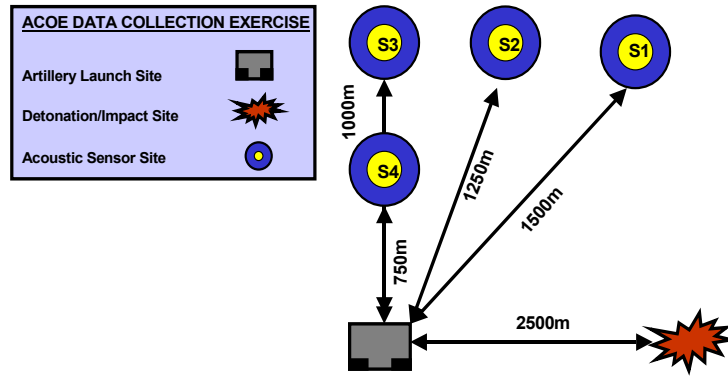 ACOE DATA COLLECTION EXERCISE
Artillery Launch Site
Detonation/Impact Site
Acoustic Sensor Site
S3
S2
S1
1000m
S4
1250m
1500m
750m
2500m